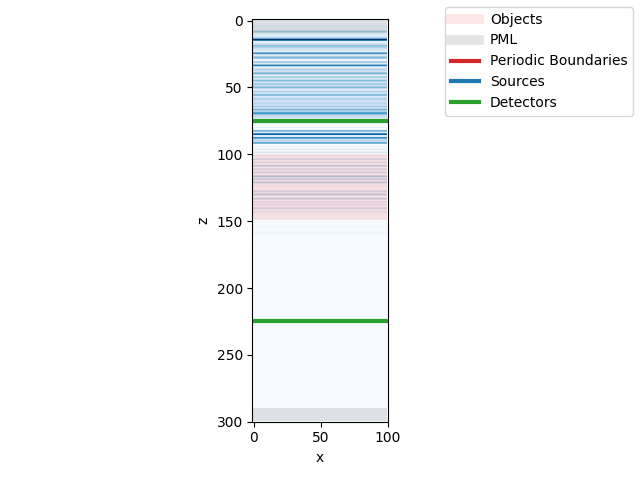 Objects
PML
Periodic Boundaries
Sources
Detectors
0
50
100
150
200
250
300
z
0
50
100
x